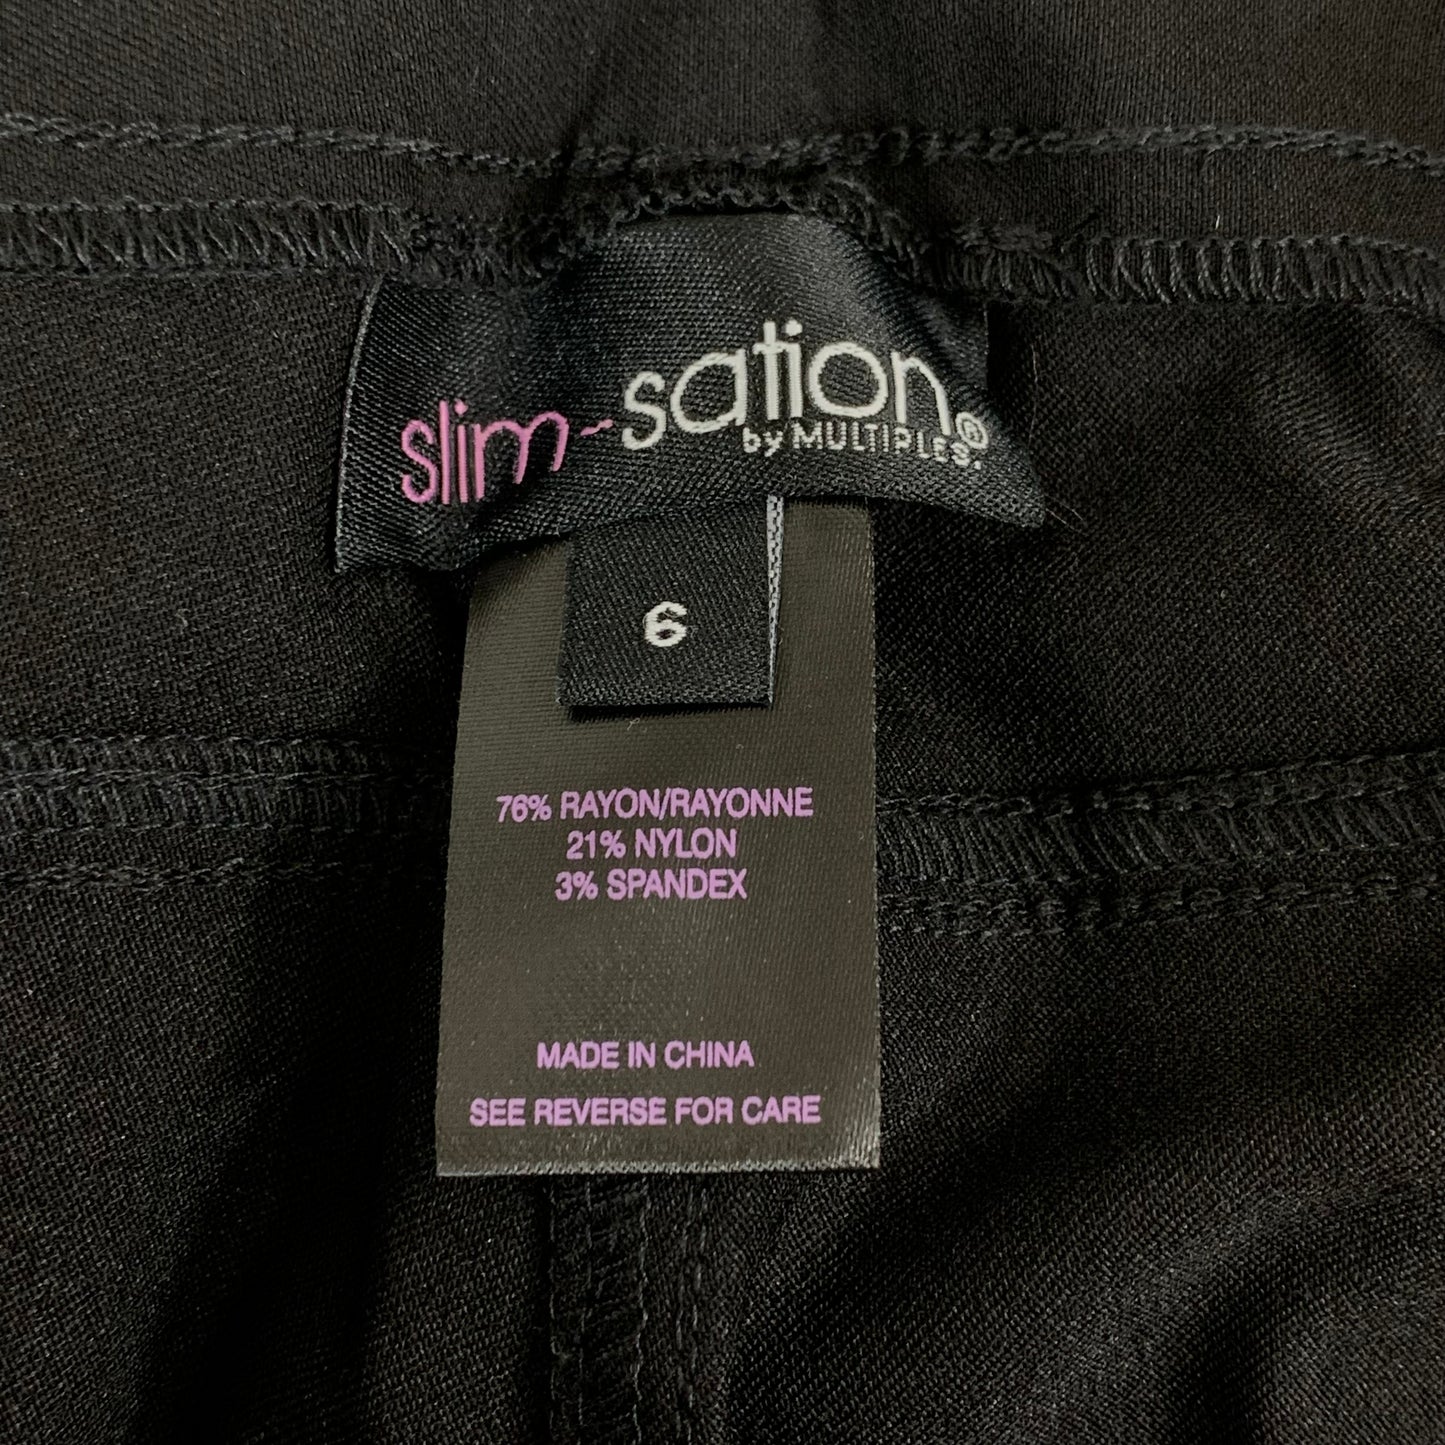 slim-sation®
by MULTIPLES.
6
76% RAYON/RAYONNE
21% NYLON
3% SPANDEX
MADE IN CHINA
SEE REVERSE FOR CARE